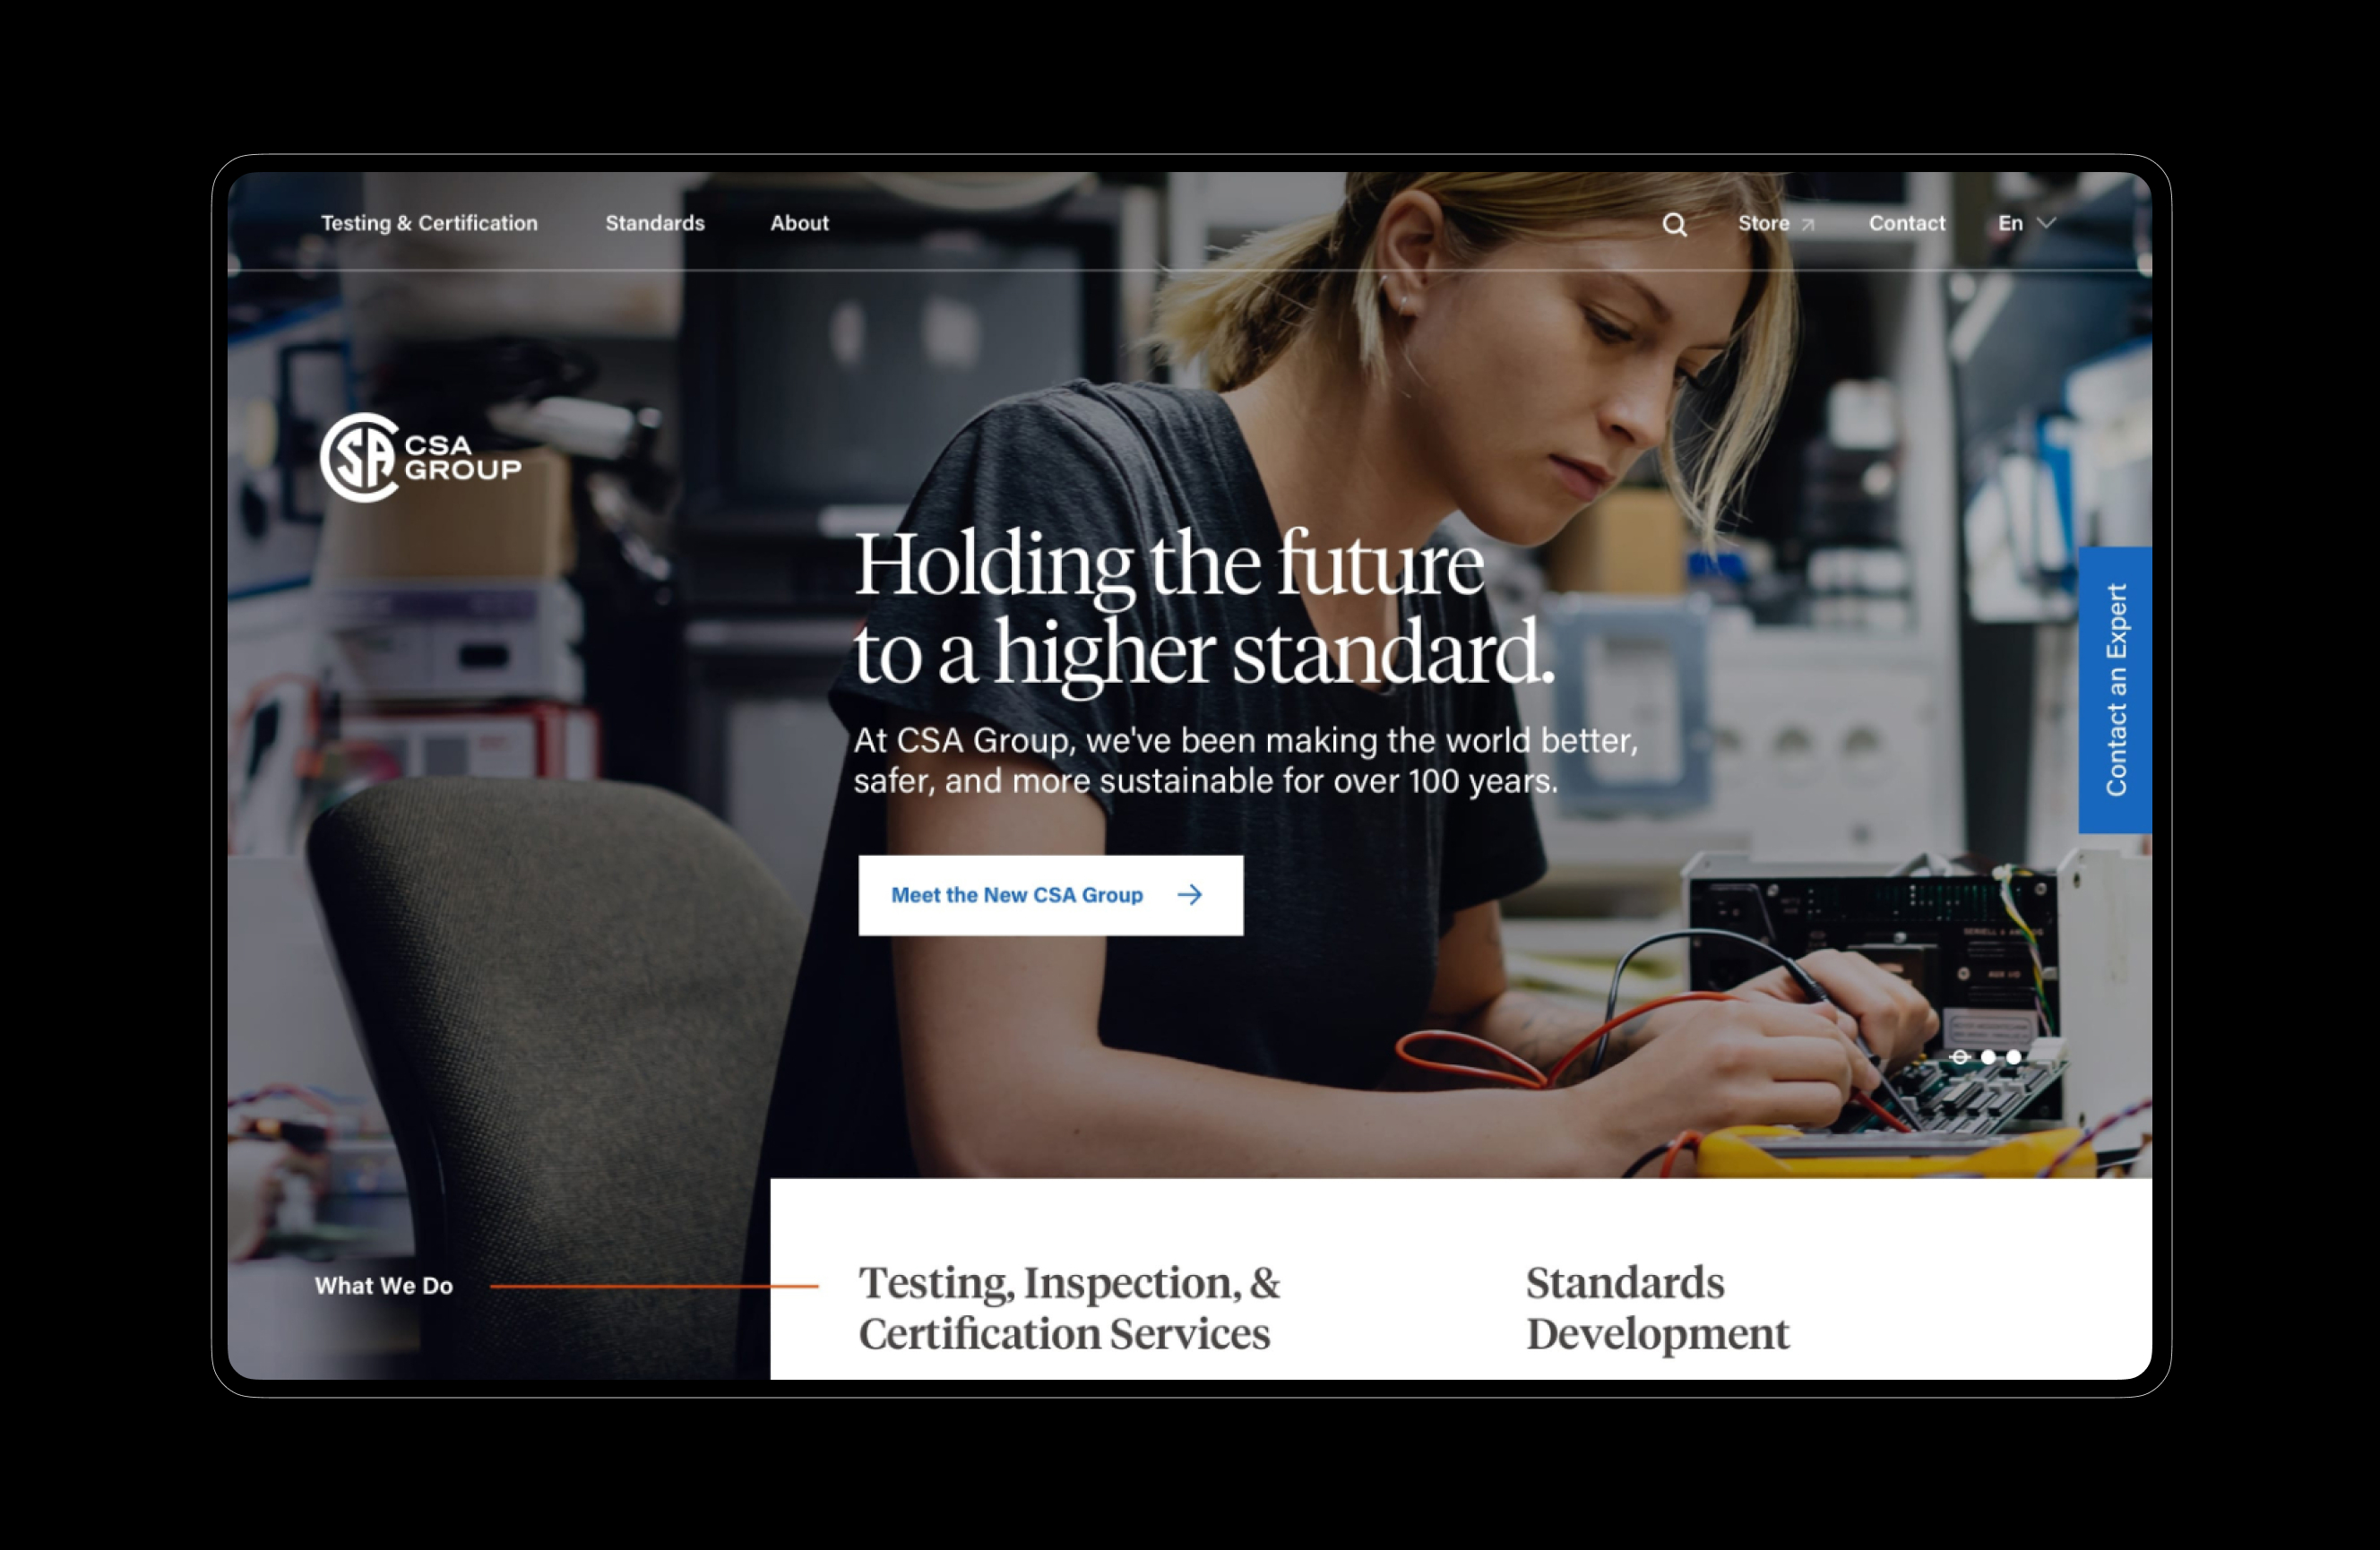 Testing & Certification
Standards
About
Store
Contact
En
CSA
GROUP
Holding the future
to a higher standard.
At CSA Group, we've been making the world better,
safer, and more sustainable for over 100 years.
Meet the New CSA Group
Contact an Expert
AUX I/O
What We Do
Testing, Inspection, &
Certification Services
Standards
Development